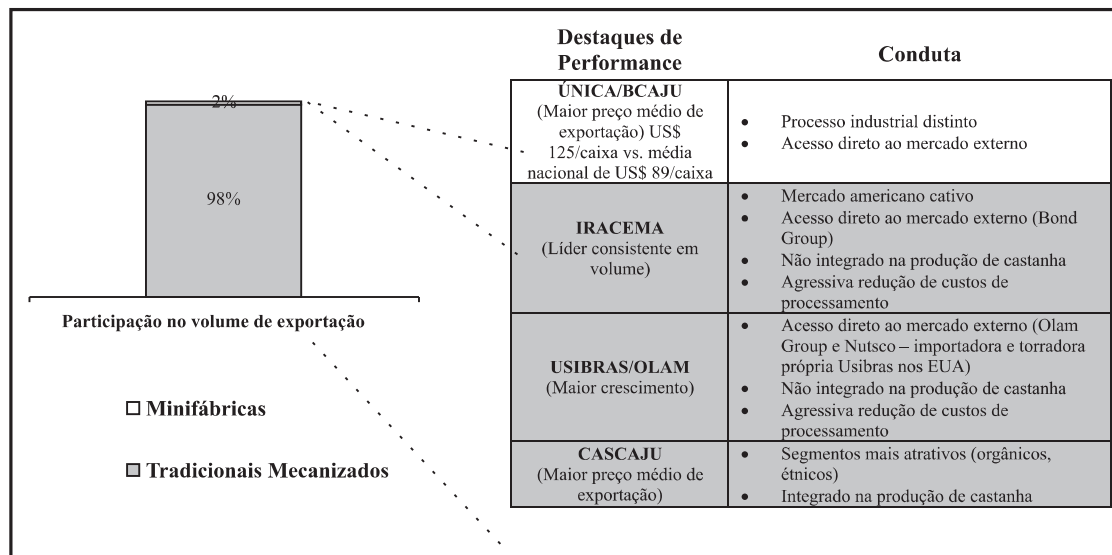 2%
98%
Participação no volume de exportação
Minifábricas
Tradicionais Mecanizados
Destaques de
Performance
Conduta
ÚNICA/BCAJU
(Maior preço médio de
exportação) US$
125/caixa vs. média
nacional de US$ 89/caixa
• Processo industrial distinto
• Acesso direto ao mercado externo
IRACEMA
(Líder consistente em
volume)
• Mercado americano cativo
• Acesso direto ao mercado externo (Bond
Group)
• Não integrado na produção de castanha
• Agressiva redução de custos de
processamento
USIBRAS/OLAM
(Maior crescimento)
• Acesso direto ao mercado externo (Olam
Group e Nutsco – importadora e torradora
própria Usibras nos EUA)
• Não integrado na produção de castanha
• Agressiva redução de custos de
processamento
CASCAJU
(Maior preço médio de
exportação)
• Segmentos mais atrativos (orgânicos,
étnicos)
• Integrado na produção de castanha